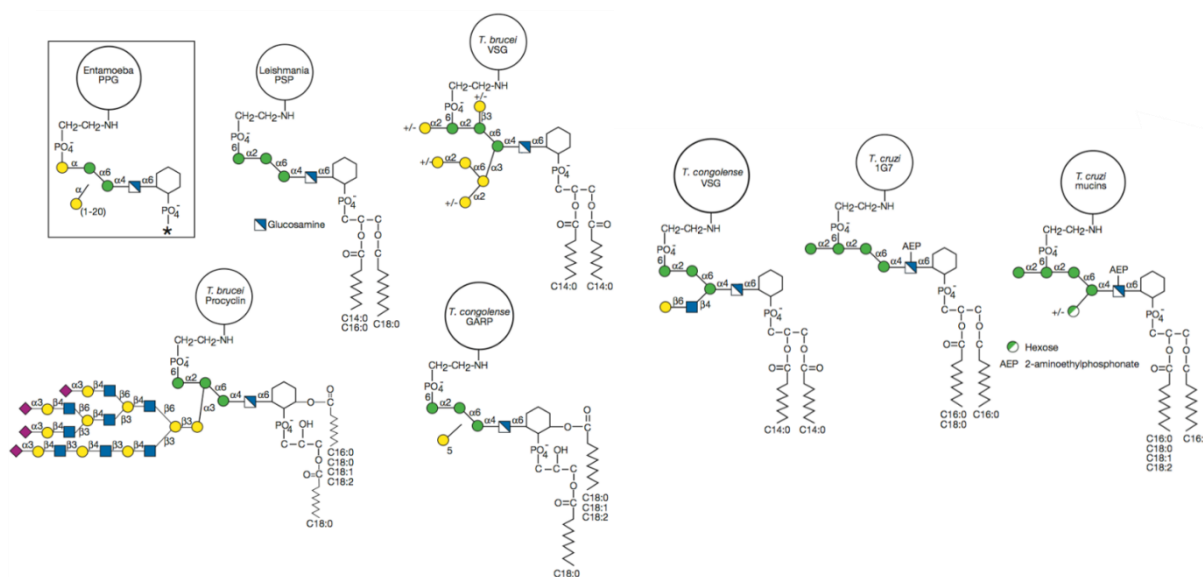 Entamoeba
PPG
CH2-CH2-NH
PO4-
α
α6
α4
α6
α
(1-20)
PO4-
*
Leishmania
PSP
CH2-CH2-NH
PO4-
6
α2
α6
α4
α6
PO4-
Glucosamine
C O O
O=C
C14:0
C16:0
C18:0
T. brucei
VSG
CH2-CH2-NH
PO4-
+/-
6
β3
+/-
α2
α2
α6
α4
α6
+/-
α2
α6
α3
+/-
α2
PO4-
C14:0
C14:0
T. brucei
Procyclin
CH2-CH2-NH
PO4-
6
α2
α6
α4
α6
α3
α3
β4
β6
α3
β4
β6
β4
β3
α3
β4
β3
β6
β3
α3
β4
β3
β4
β3
β4
β3
PO4-
OH
O
C=O
C16:0
C18:0
C18:1
C18:2
C18:0
T. congolense
GARP
CH2-CH2-NH
PO4-
6
α2
α6
α4
α6
5
PO4-
OH
O
C=O
C18:0
C18:1
C18:2
C18:0
T. congolense
VSG
CH2-CH2-NH
PO4-
6
α2
α6
α4
α6
β6
β4
PO4-
C14:0
C14:0
T. cruzi
1G7
CH2-CH2-NH
PO4-
6
α2
α2
α6
AEP
α4
α6
PO4-
C16:0
C18:0
C16:0
T. cruzi
mucins
CH2-CH2-NH
PO4-
6
α2
α2
α6
AEP
α4
α6
+/-
PO4-
Hexose
AEP 2-aminoethylphosphonate
C16:0
C18:0
C18:1
C18:2
C16: